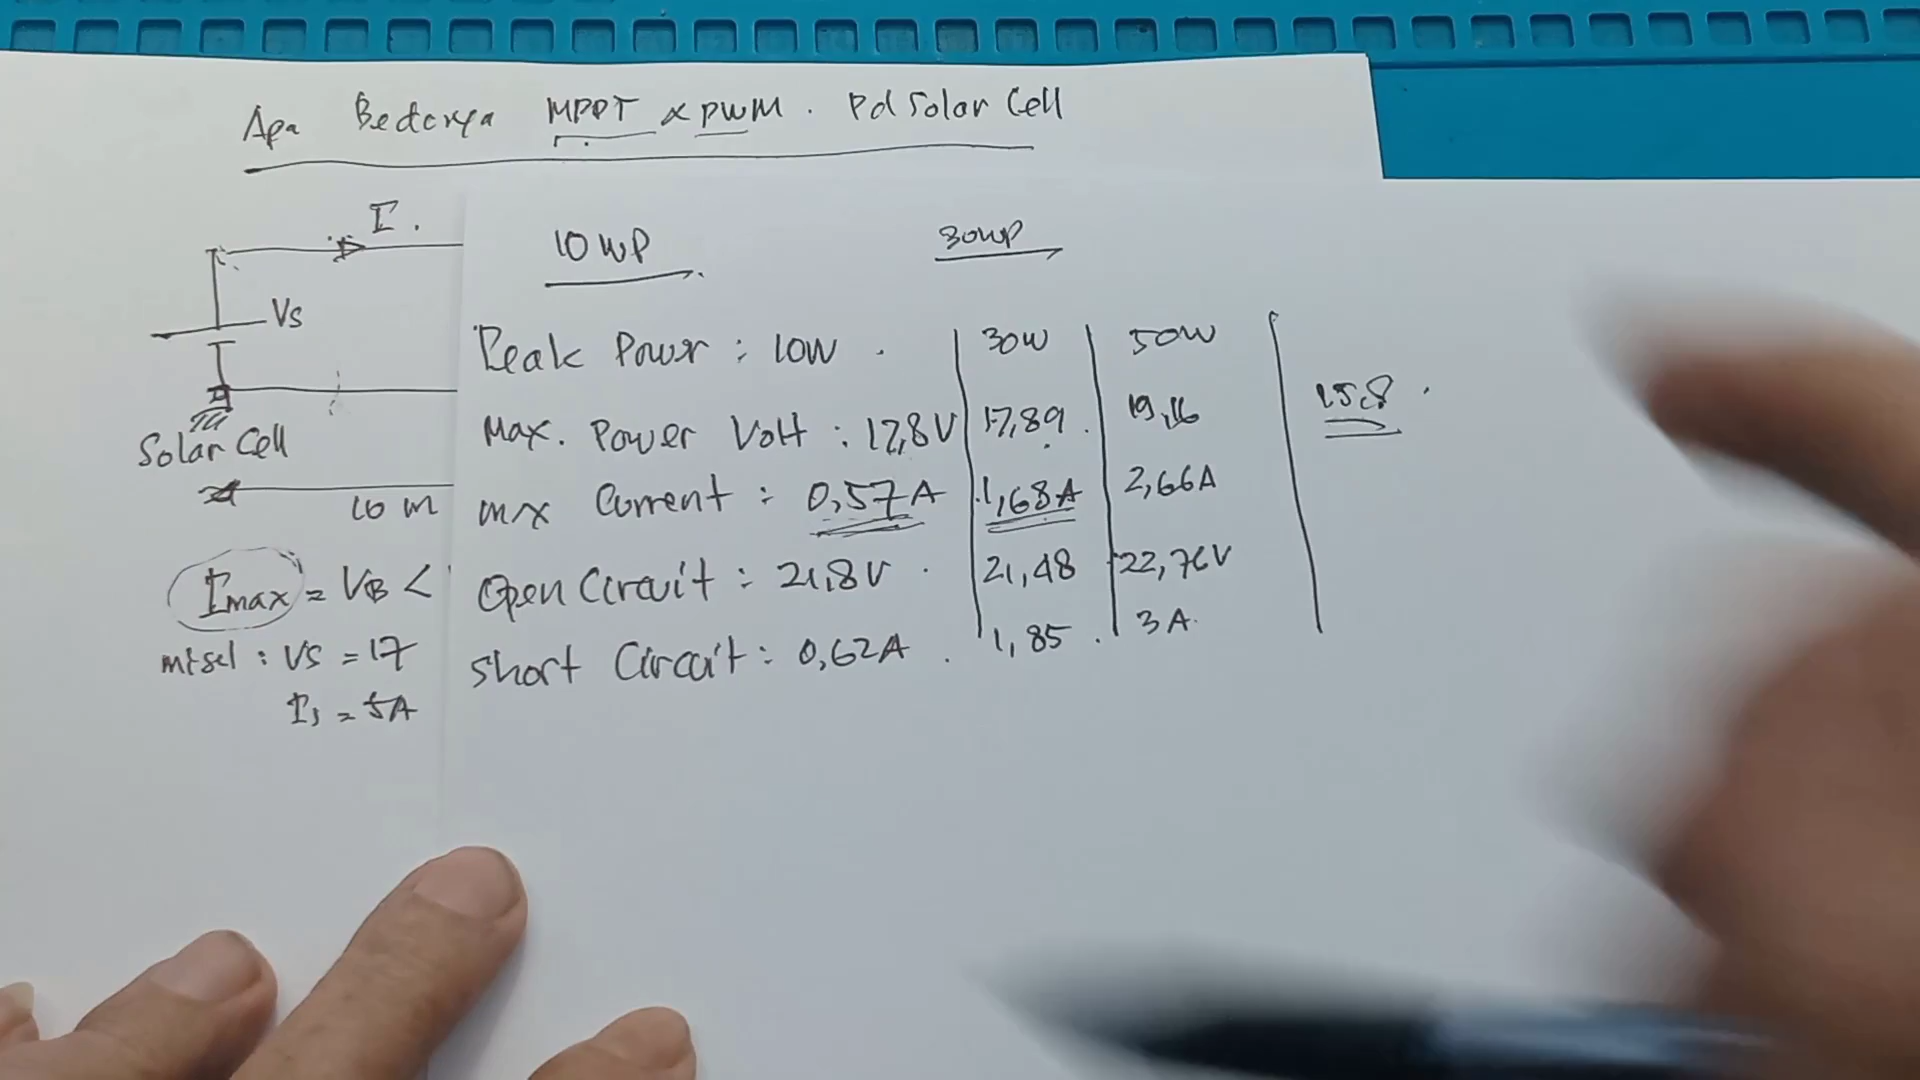 Apa Bedanya MPPT & PWM. Pd Solar Cell
I.
Vs
Solar Cell
10 m
Imax = VB <
misel : VS = 17
Is = 5A
10 WP 30WP
Peak Power : 10W . 30W 50W
Max. Power Volt : 17,8V 17,89 . 19,16 25,8 .
mx Current : 0,57A 1,68A 2,66A
Open Circuit : 21,8V . 21,48 22,76V
Short Circuit : 0,62A . 1,85 . 3A.